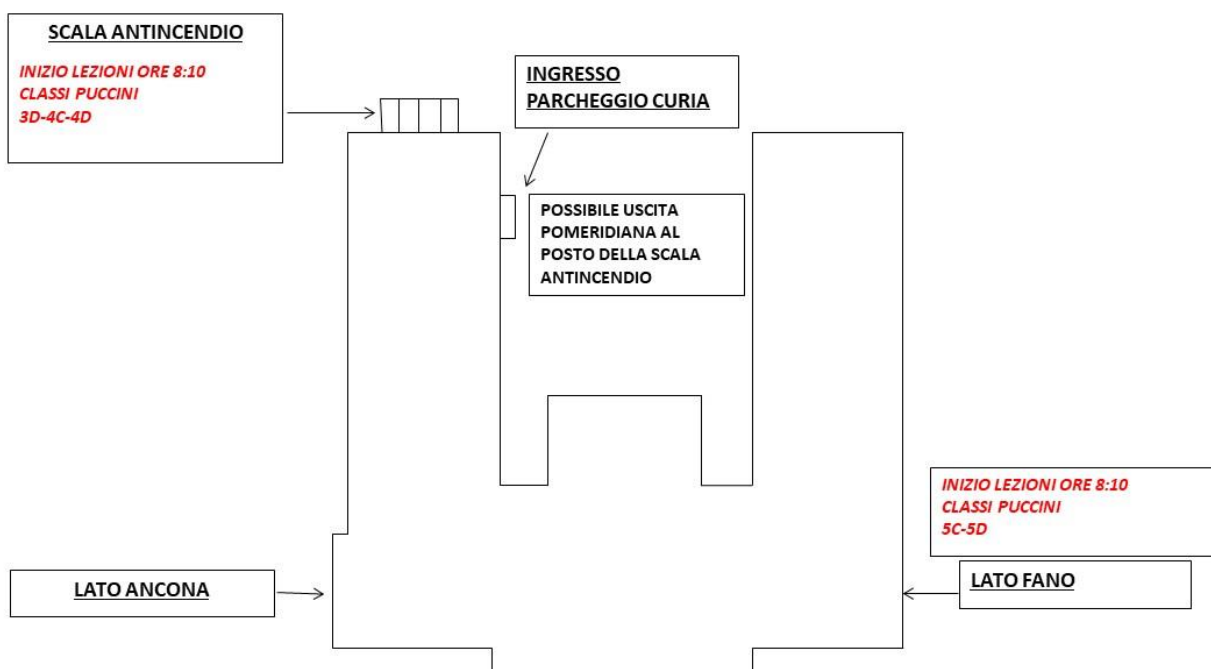 SCALA ANTINCENDIO
INIZIO LEZIONI ORE 8:10
CLASSI PUCCINI
3D-4C-4D
INGRESSO
PARCHEGGIO CURIA
POSSIBILE USCITA
POMERIDIANA AL
POSTO DELLA SCALA
ANTINCENDIO
INIZIO LEZIONI ORE 8:10
CLASSI PUCCINI
5C-5D
LATO ANCONA
LATO FANO